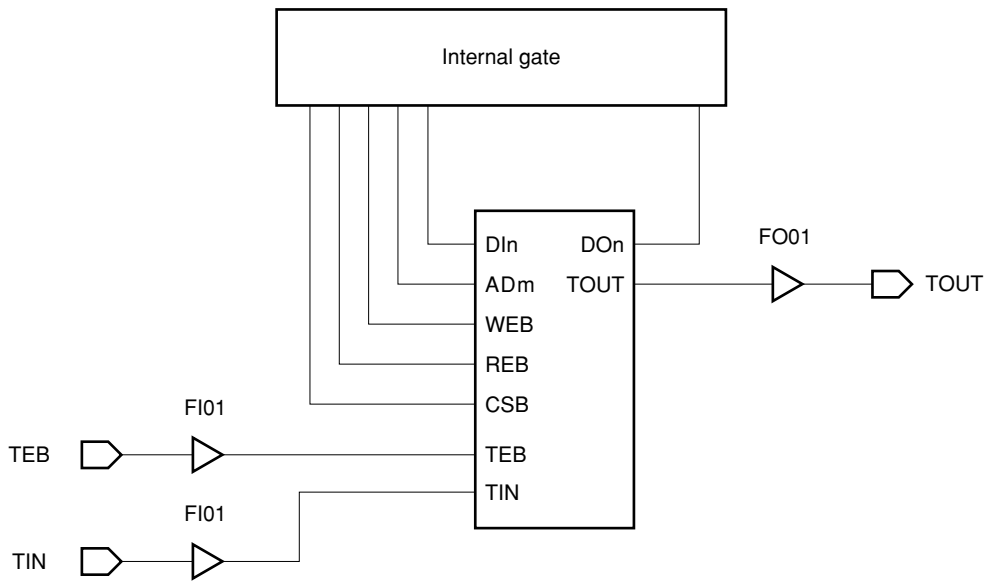 Internal gate
DIn DOn
FO01
ADm TOUT
TOUT
WEB
REB
CSB
FI01
TEB
TEB
TIN
FI01
TIN